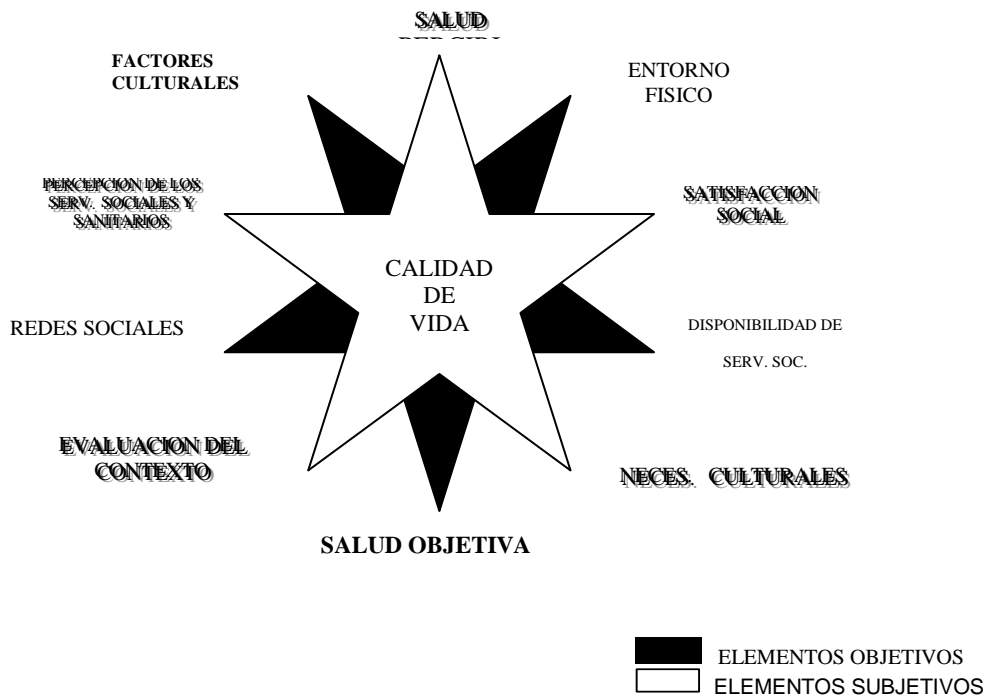 SALUD
FACTORES
CULTURALES
ENTORNO
FISICO
PERCEPCION DE LOS
SERV. SOCIALES Y
SANITARIOS
SATISFACCION
SOCIAL
CALIDAD
DE
VIDA
REDES SOCIALES
DISPONIBILIDAD DE
SERV. SOC.
EVALUACION DEL
CONTEXTO
NECES. CULTURALES
SALUD OBJETIVA
ELEMENTOS OBJETIVOS
ELEMENTOS SUBJETIVOS